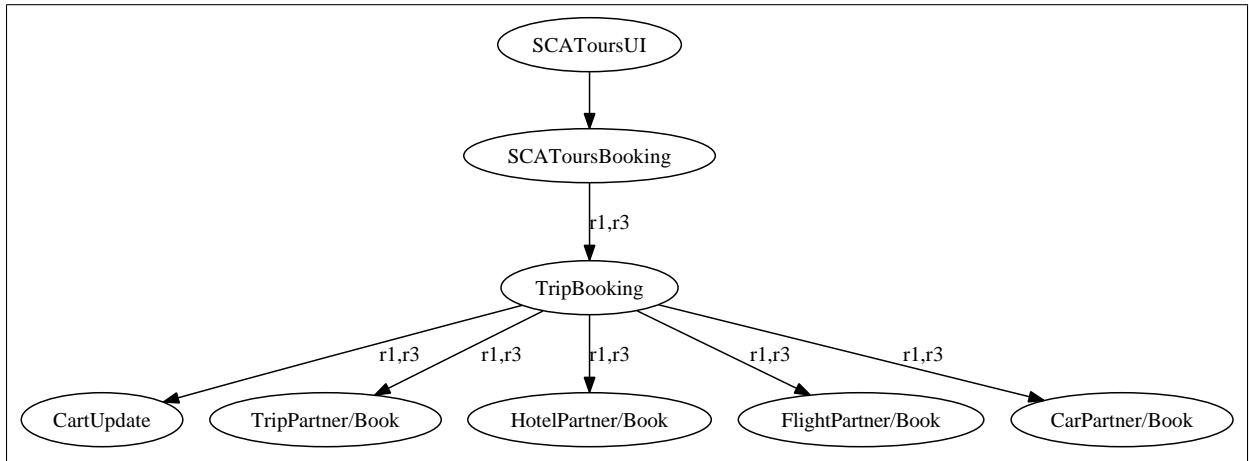 SCAToursUI
SCAToursBooking
r1,r3
TripBooking
r1,r3
r1,r3
r1,r3
r1,r3
r1,r3
CartUpdate
TripPartner/Book
HotelPartner/Book
FlightPartner/Book
CarPartner/Book